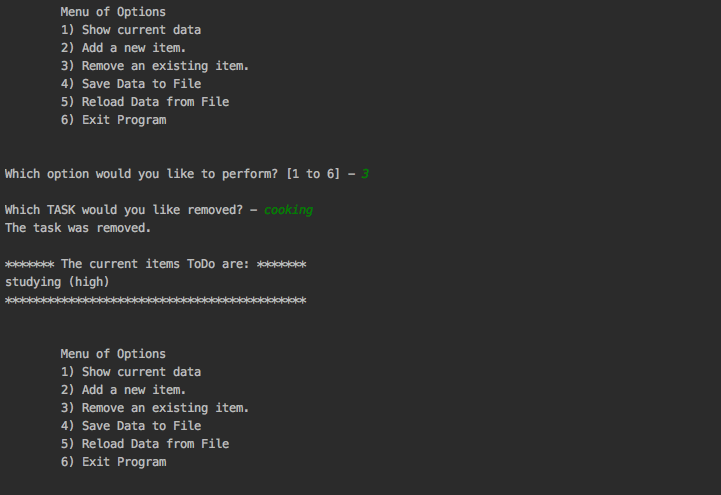 Menu of Options
1) Show current data
2) Add a new item.
3) Remove an existing item.
4) Save Data to File
5) Reload Data from File
6) Exit Program
Which option would you like to perform? [1 to 6] - 3
Which TASK would you like removed? - cooking
The task was removed.
******* The current items ToDo are: *******
studying (high)
*******************************************
Menu of Options
1) Show current data
2) Add a new item.
3) Remove an existing item.
4) Save Data to File
5) Reload Data from File
6) Exit Program